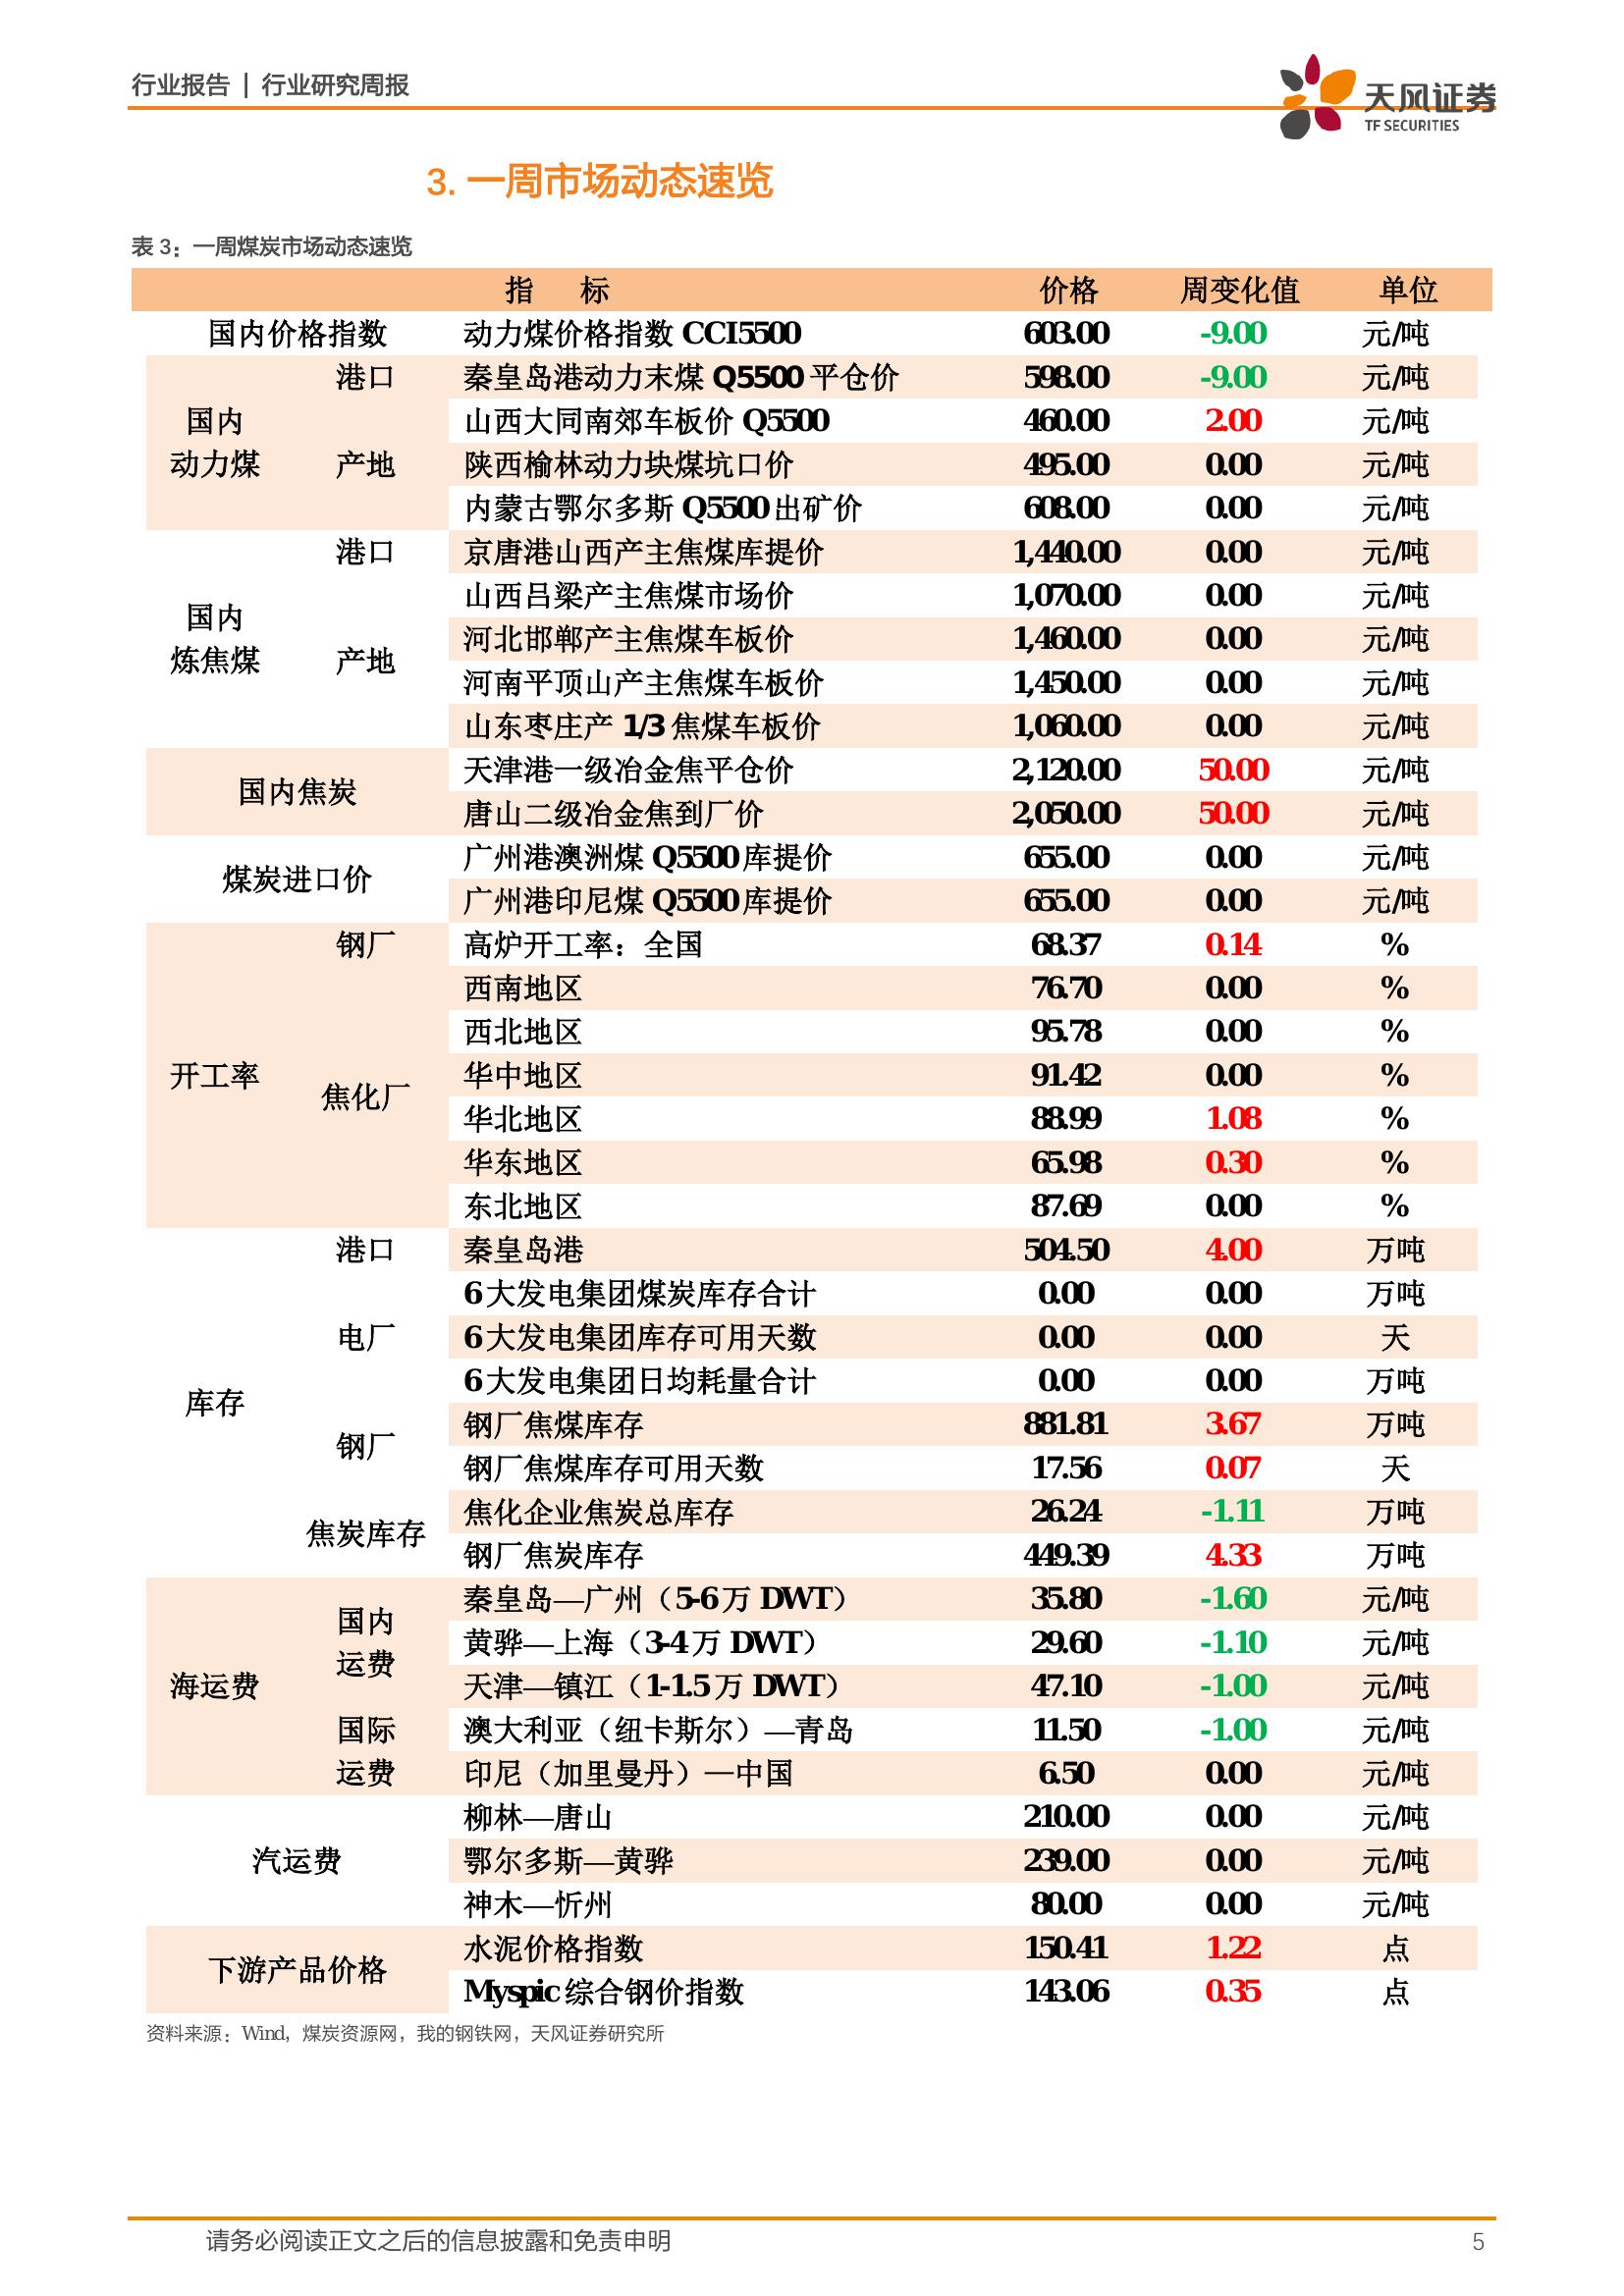 行业报告 | 行业研究周报
天风证券
TF SECURITIES
3. 一周市场动态速览
表 3：一周煤炭市场动态速览
指 标 价格 周变化值 单位
国内价格指数 动力煤价格指数 CCI5500 603.00 -9.00 元/吨
国内动力煤 港口 秦皇岛港动力末煤 Q5500 平仓价 598.00 -9.00 元/吨
产地 山西大同南郊车板价 Q5500 460.00 2.00 元/吨
陕西榆林动力块煤坑口价 495.00 0.00 元/吨
内蒙古鄂尔多斯 Q5500 出矿价 608.00 0.00 元/吨
国内炼焦煤 港口 京唐港山西产主焦煤库提价 1,440.00 0.00 元/吨
产地 山西吕梁产主焦煤市场价 1,070.00 0.00 元/吨
河北邯郸产主焦煤车板价 1,460.00 0.00 元/吨
河南平顶山产主焦煤车板价 1,450.00 0.00 元/吨
山东枣庄产 1/3 焦煤车板价 1,060.00 0.00 元/吨
国内焦炭 天津港一级冶金焦平仓价 2,120.00 50.00 元/吨
唐山二级冶金焦到厂价 2,050.00 50.00 元/吨
煤炭进口价 广州港澳洲煤 Q5500 库提价 655.00 0.00 元/吨
广州港印尼煤 Q5500 库提价 655.00 0.00 元/吨
开工率 钢厂 高炉开工率：全国 68.37 0.14 %
焦化厂 西南地区 76.70 0.00 %
西北地区 95.78 0.00 %
华中地区 91.42 0.00 %
华北地区 88.99 1.08 %
华东地区 65.98 0.30 %
东北地区 87.69 0.00 %
库存 港口 秦皇岛港 504.50 4.00 万吨
电厂 6 大发电集团煤炭库存合计 0.00 0.00 万吨
6 大发电集团库存可用天数 0.00 0.00 天
6 大发电集团日均耗量合计 0.00 0.00 万吨
钢厂 钢厂焦煤库存 881.81 3.67 万吨
钢厂焦煤库存可用天数 17.56 0.07 天
焦炭库存 焦化企业焦炭总库存 26.24 -1.11 万吨
钢厂焦炭库存 449.39 4.33 万吨
海运费 国内运费 秦皇岛—广州（5-6 万 DWT） 35.80 -1.60 元/吨
黄骅—上海（3-4 万 DWT） 29.60 -1.10 元/吨
天津—镇江（1-1.5 万 DWT） 47.10 -1.00 元/吨
国际运费 澳大利亚（纽卡斯尔）—青岛 11.50 -1.00 元/吨
印尼（加里曼丹）—中国 6.50 0.00 元/吨
汽运费 柳林—唐山 210.00 0.00 元/吨
鄂尔多斯—黄骅 239.00 0.00 元/吨
神木—忻州 80.00 0.00 元/吨
下游产品价格 水泥价格指数 150.41 1.22 点
Myspic 综合钢价指数 143.06 0.35 点
资料来源：Wind，煤炭资源网，我的钢铁网，天风证券研究所
请务必阅读正文之后的信息披露和免责申明 5